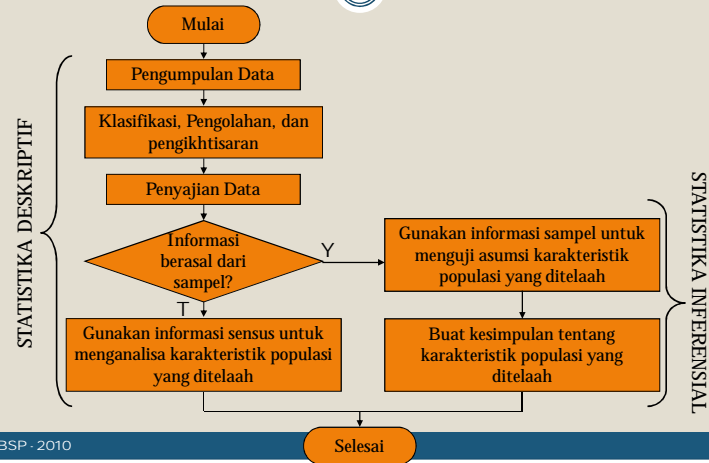 Mulai
Pengumpulan Data
Klasifikasi, Pengolahan, dan
pengikhtisaran
Penyajian Data
STATISTIKA DESKRIPTIF
Informasi
berasal dari
sampel?
Y
T
Gunakan informasi sensus untuk
menganalisa karakteristik populasi
yang ditelaah
Gunakan informasi sampel untuk
menguji asumsi karakteristik
populasi yang ditelaah
Buat kesimpulan tentang
karakteristik populasi yang
ditelaah
STATISTIKA INFERENSIAL
Selesai
BSP - 2010